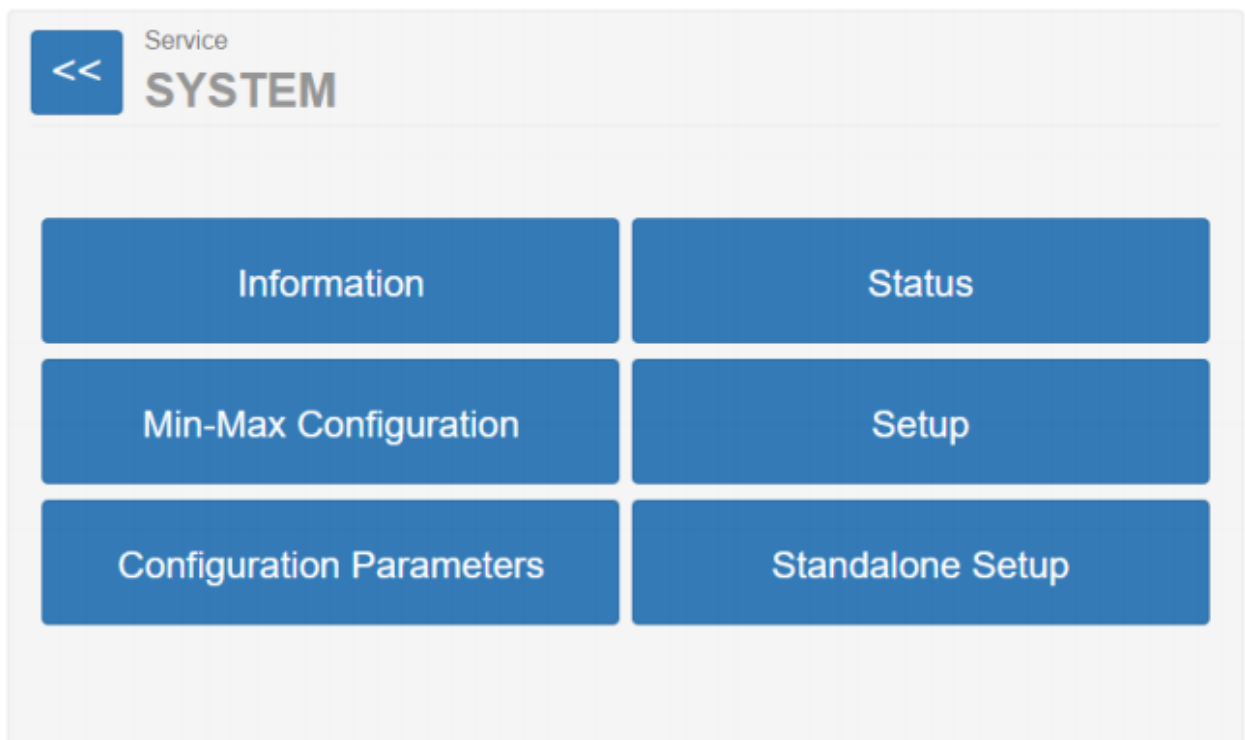 <<
Service
SYSTEM
Information
Status
Min-Max Configuration
Setup
Configuration Parameters
Standalone Setup